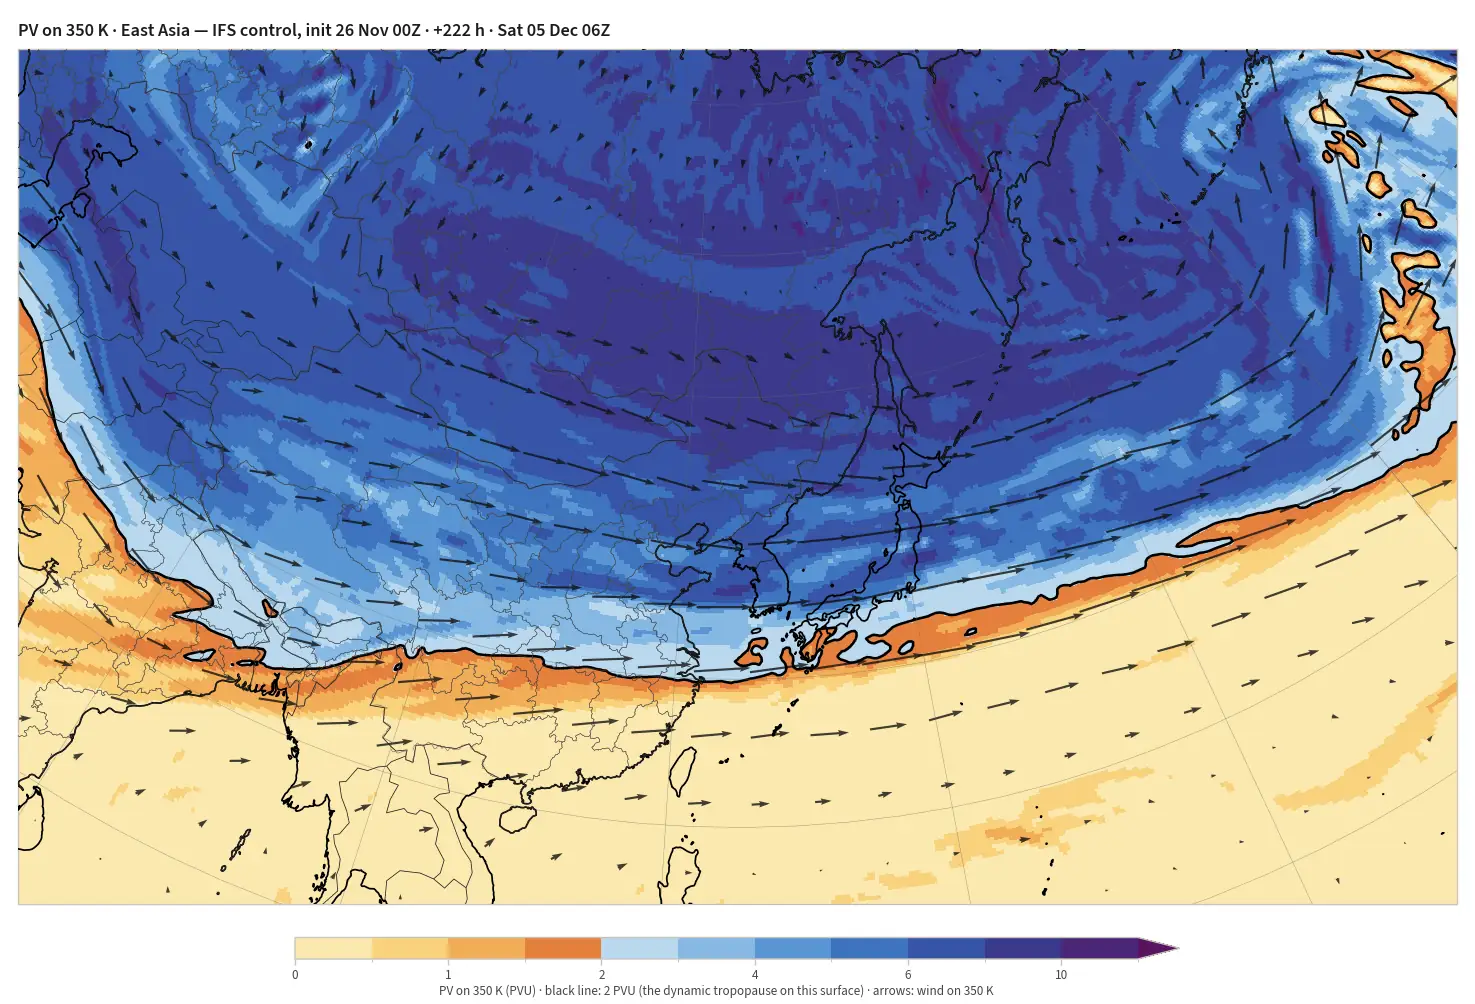 PV on 350 K · East Asia — IFS control, init 26 Nov 00Z · +222 h · Sat 05 Dec 06Z
0 1 2 4 6 10
PV on 350 K (PVU) · black line: 2 PVU (the dynamic tropopause on this surface) · arrows: wind on 350 K